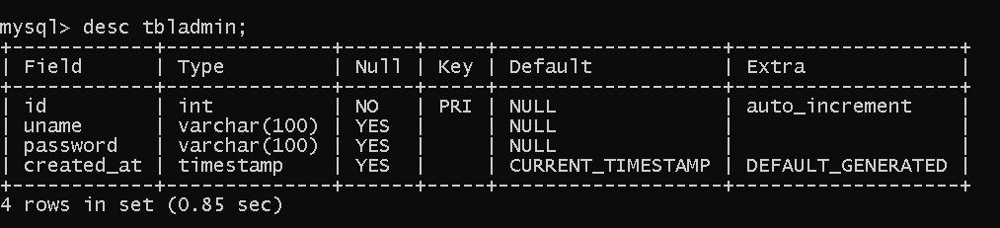 mysql> desc tbladmin;
+------------+--------------+------+-----+-------------------+-------------------+
| Field      | Type         | Null | Key | Default           | Extra             |
+------------+--------------+------+-----+-------------------+-------------------+
| id         | int          | NO   | PRI | NULL              | auto_increment    |
| uname      | varchar(100) | YES  |     | NULL              |                   |
| password   | varchar(100) | YES  |     | NULL              |                   |
| created_at | timestamp    | YES  |     | CURRENT_TIMESTAMP | DEFAULT_GENERATED |
+------------+--------------+------+-----+-------------------+-------------------+
4 rows in set (0.85 sec)